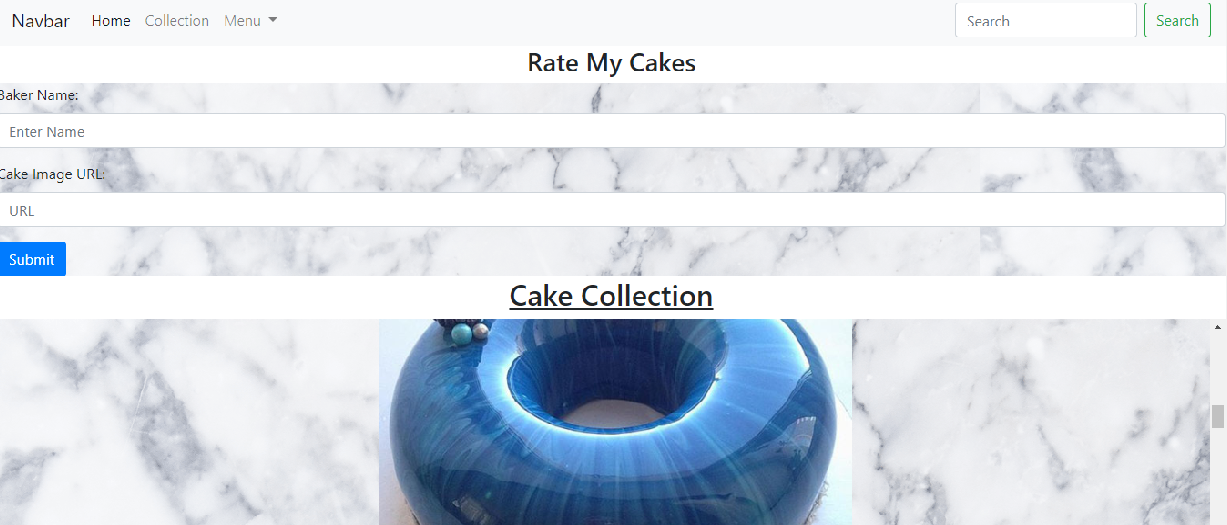 Navbar Home Collection Menu Search Search
Rate My Cakes
Baker Name:
Enter Name
Cake Image URL:
URL
Submit
Cake Collection